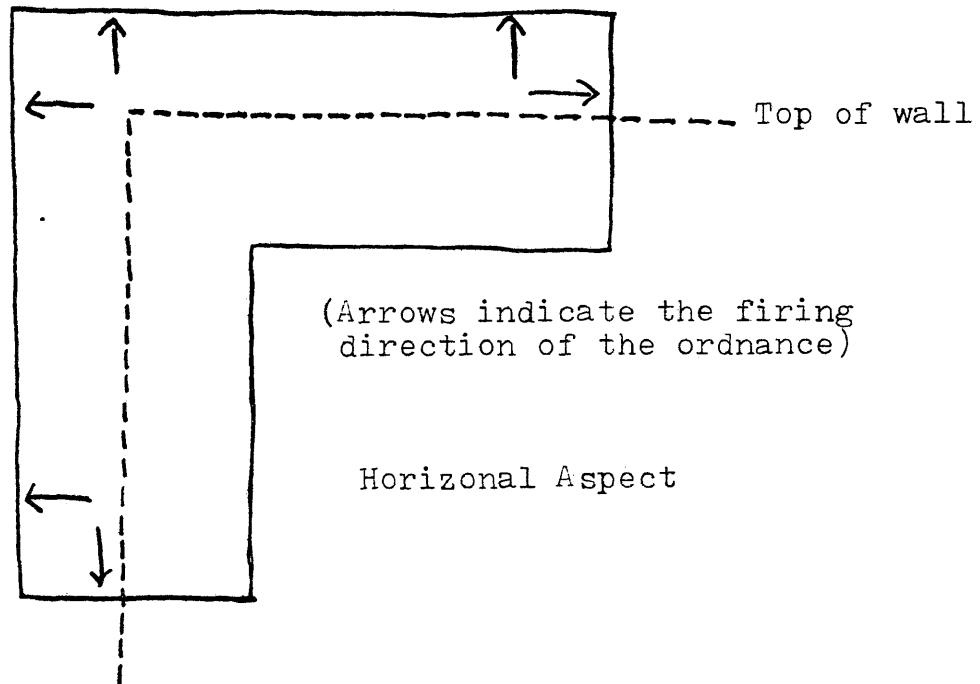 Top of wall
(Arrows indicate the firing
direction of the ordnance)
Horizonal Aspect